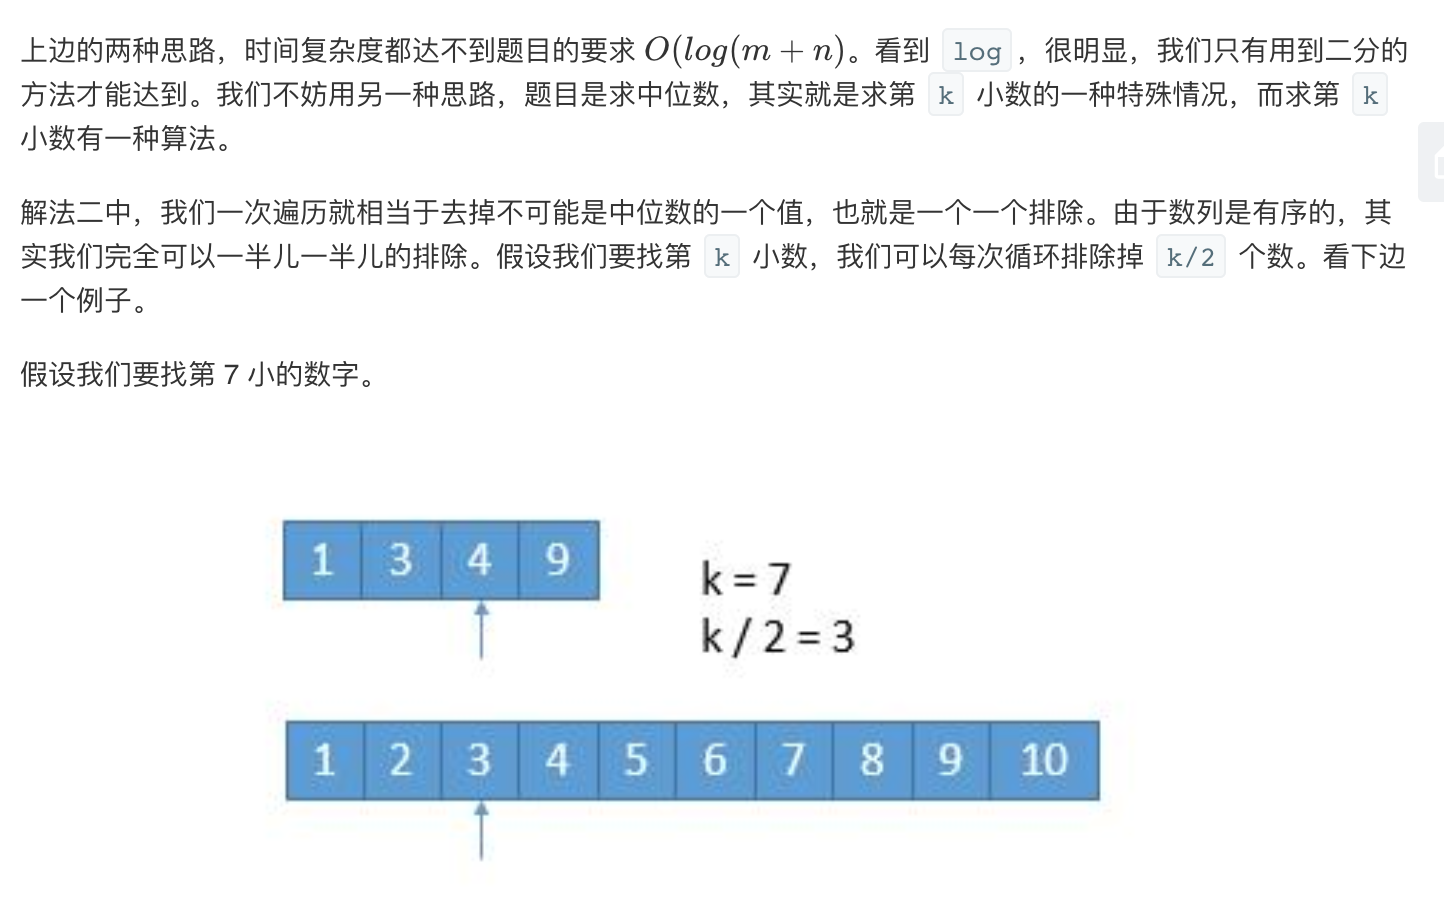 上边的两种思路，时间复杂度都达不到题目的要求 O(log(m + n)。看到 log ，很明显，我们只有用到二分的
方法才能达到。我们不妨用另一种思路，题目是求中位数，其实就是求第 k 小数的一种特殊情况，而求第 k
小数有一种算法。
解法二中，我们一次遍历就相当于去掉不可能是中位数的一个值，也就是一个一个排除。由于数列是有序的，其
实我们完全可以一半儿一半儿的排除。假设我们要找第 k 小数，我们可以每次循环排除掉 k/2 个数。看下边
一个例子。
假设我们要找第 7 小的数字。
1 3 4 9
k = 7
k / 2 = 3
1 2 3 4 5 6 7 8 9 10